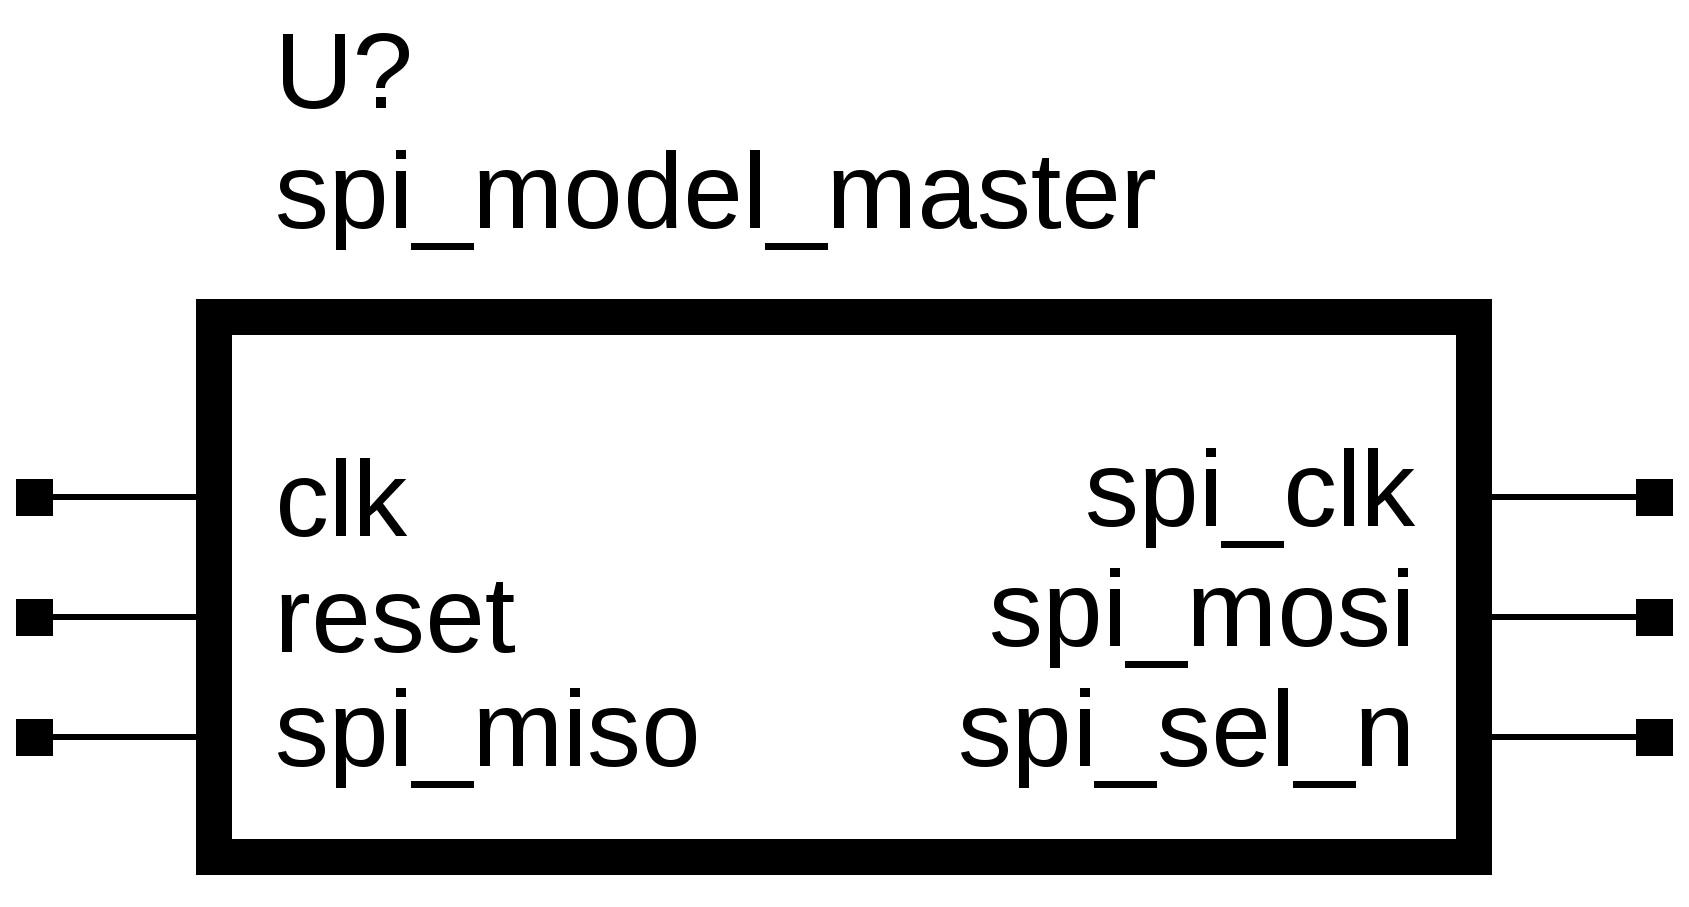 U?
spi_model_master
clk
reset
spi_miso
spi_clk
spi_mosi
spi_sel_n